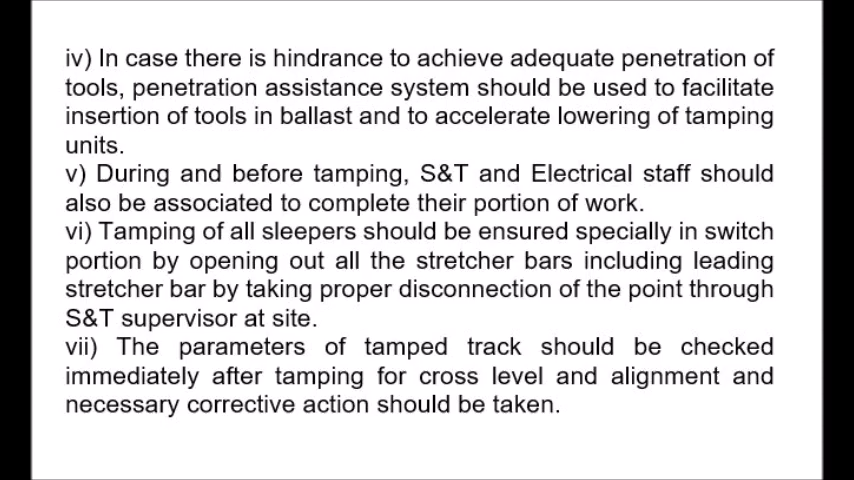 iv) In case there is hindrance to achieve adequate penetration of
tools, penetration assistance system should be used to facilitate
insertion of tools in ballast and to accelerate lowering of tamping
units.
v) During and before tamping, S&T and Electrical staff should
also be associated to complete their portion of work.
vi) Tamping of all sleepers should be ensured specially in switch
portion by opening out all the stretcher bars including leading
stretcher bar by taking proper disconnection of the point through
S&T supervisor at site.
vii) The parameters of tamped track should be checked
immediately after tamping for cross level and alignment and
necessary corrective action should be taken.